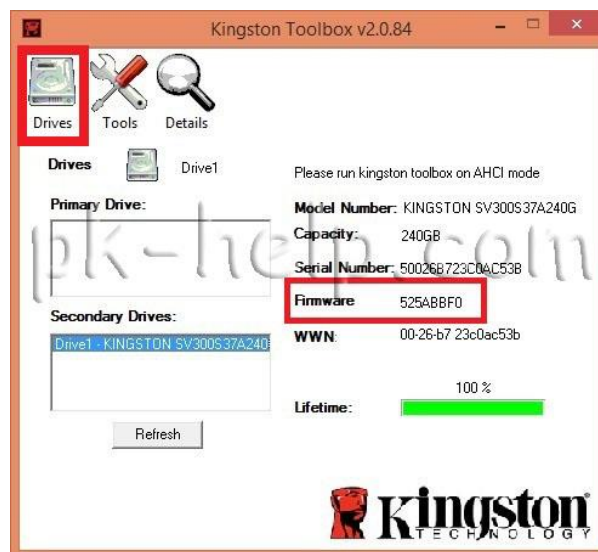 Kingston Toolbox v2.0.84
Drives Tools Details
Drives Drive1
Please run kingston toolbox on AHCI mode
Primary Drive:
Model Number: KINGSTON SV300S37A240G
Capacity: 240GB
pk-help.com
Serial Number: 50026B723C0AC53B
Firmware 525ABBF0
Secondary Drives:
WWN: 00-26-b7 23c0ac53b
Drive1 - KINGSTON SV300S37A240
100 %
Lifetime:
Refresh
Kingston
TECHNOLOGY